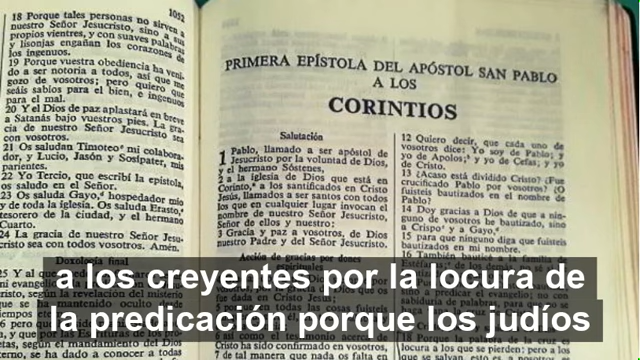 1052
18 Porque tales personas no sirven a
nuestro Señor Jesucristo, sino a sus
propios vientres, y con suaves palabras
y lisonjas engañan los corazones de
los ingenuos.
19 Porque vuestra obediencia ha veni-
do a ser notoria a todos, así que me
gozo de vosotros; pero quiero que
seáis sabios para el bien, e ingenuos
para el mal.
20 Y el Dios de paz aplastará en breve
a Satanás bajo vuestros pies. La gra-
cia de nuestro Señor Jesucristo sea
con vosotros.
21 Os saludan Timoteo mi colabora-
dor, y Lucio, Jasón y Sosípater, mis
parientes.
22 Yo Tercio, que escribí la epístola,
os saludo en el Señor.
23 Os saluda Gayo, hospedador mío
y de toda la iglesia. Os saluda Erasto,
tesorero de la ciudad, y el hermano
Cuarto.
24 La gracia de nuestro Señor Jesu-
cristo sea con todos vosotros. Amén.
Doxología final
PRIMERA EPÍSTOLA DEL APÓSTOL SAN PABLO
A LOS
CORINTIOS
Salutación
1 Pablo, llamado a ser apóstol de
Jesucristo por la voluntad de Dios,
y el hermano Sóstenes,
2 a la iglesia de Dios que está en
Corinto, a los santificados en Cristo
Jesús, llamados a ser santos con todos
los que en cualquier lugar invocan el
nombre de nuestro Señor Jesucristo,
Señor de ellos y nuestro:
3 Gracia y paz a vosotros, de Dios
nuestro Padre y del Señor Jesucristo.
Acción de gracias por dones
12 Quiero decir, que cada uno de
vosotros dice: Yo soy de Pablo; y
yo de Apolos; y yo de Cefas; y yo
de Cristo.
13 ¿Acaso está dividido Cristo? ¿Fue
crucificado Pablo por vosotros? ¿O
fuisteis bautizados en el nombre de
Pablo?
14 Doy gracias a Dios de que a nin-
guno de vosotros he bautizado, sino
a Crispo y a Gayo,
15 para que ninguno diga que fuisteis
bautizados en mi nombre.
16 También bauticé a la familia
a los creyentes por la locura de
la predicación porque los judíos